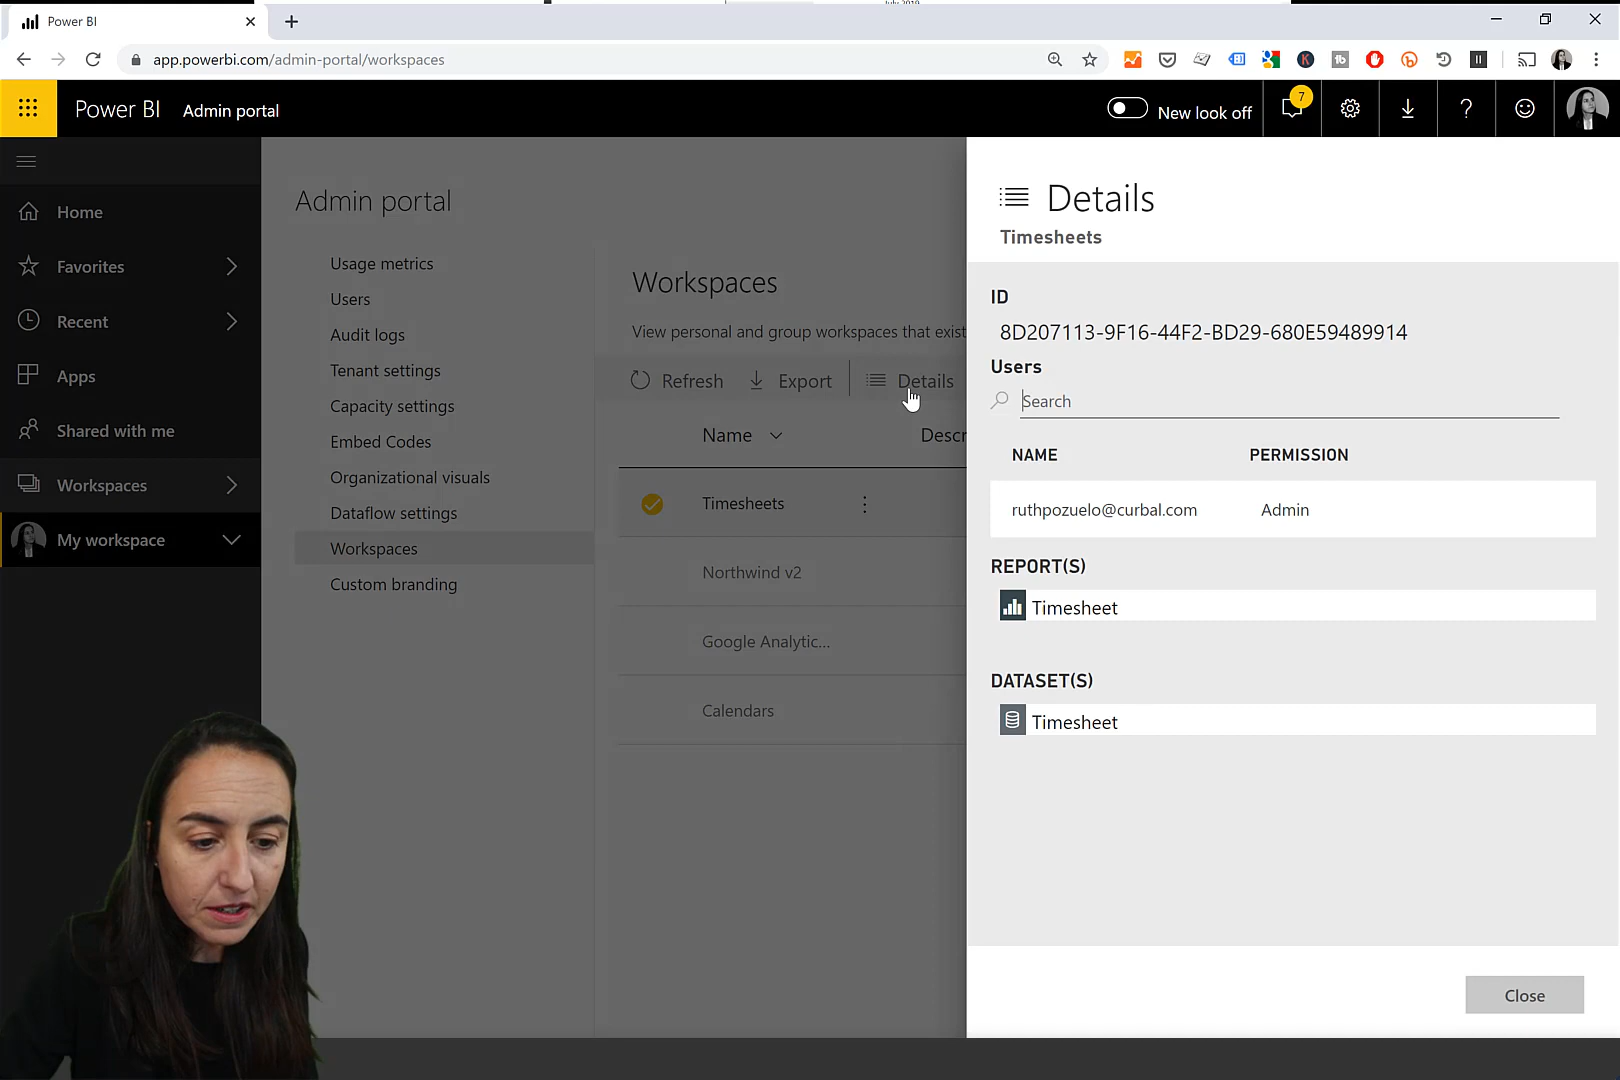 July 2019
Power BI
app.powerbi.com/admin-portal/workspaces
Power BI
Admin portal
New look off
7
?
Home
Favorites
Recent
Apps
Shared with me
Workspaces
My workspace
Admin portal
Usage metrics
Users
Audit logs
Tenant settings
Capacity settings
Embed Codes
Organizational visuals
Dataflow settings
Workspaces
Custom branding
Workspaces
View personal and group workspaces that exist
Refresh
Export
Details
Name
Descr
Timesheets
Northwind v2
Google Analytic...
Calendars
Details
Timesheets
ID
8D207113-9F16-44F2-BD29-680E59489914
Users
Search
NAME PERMISSION
ruthpozuelo@curbal.com Admin
REPORT(S)
Timesheet
DATASET(S)
Timesheet
Close